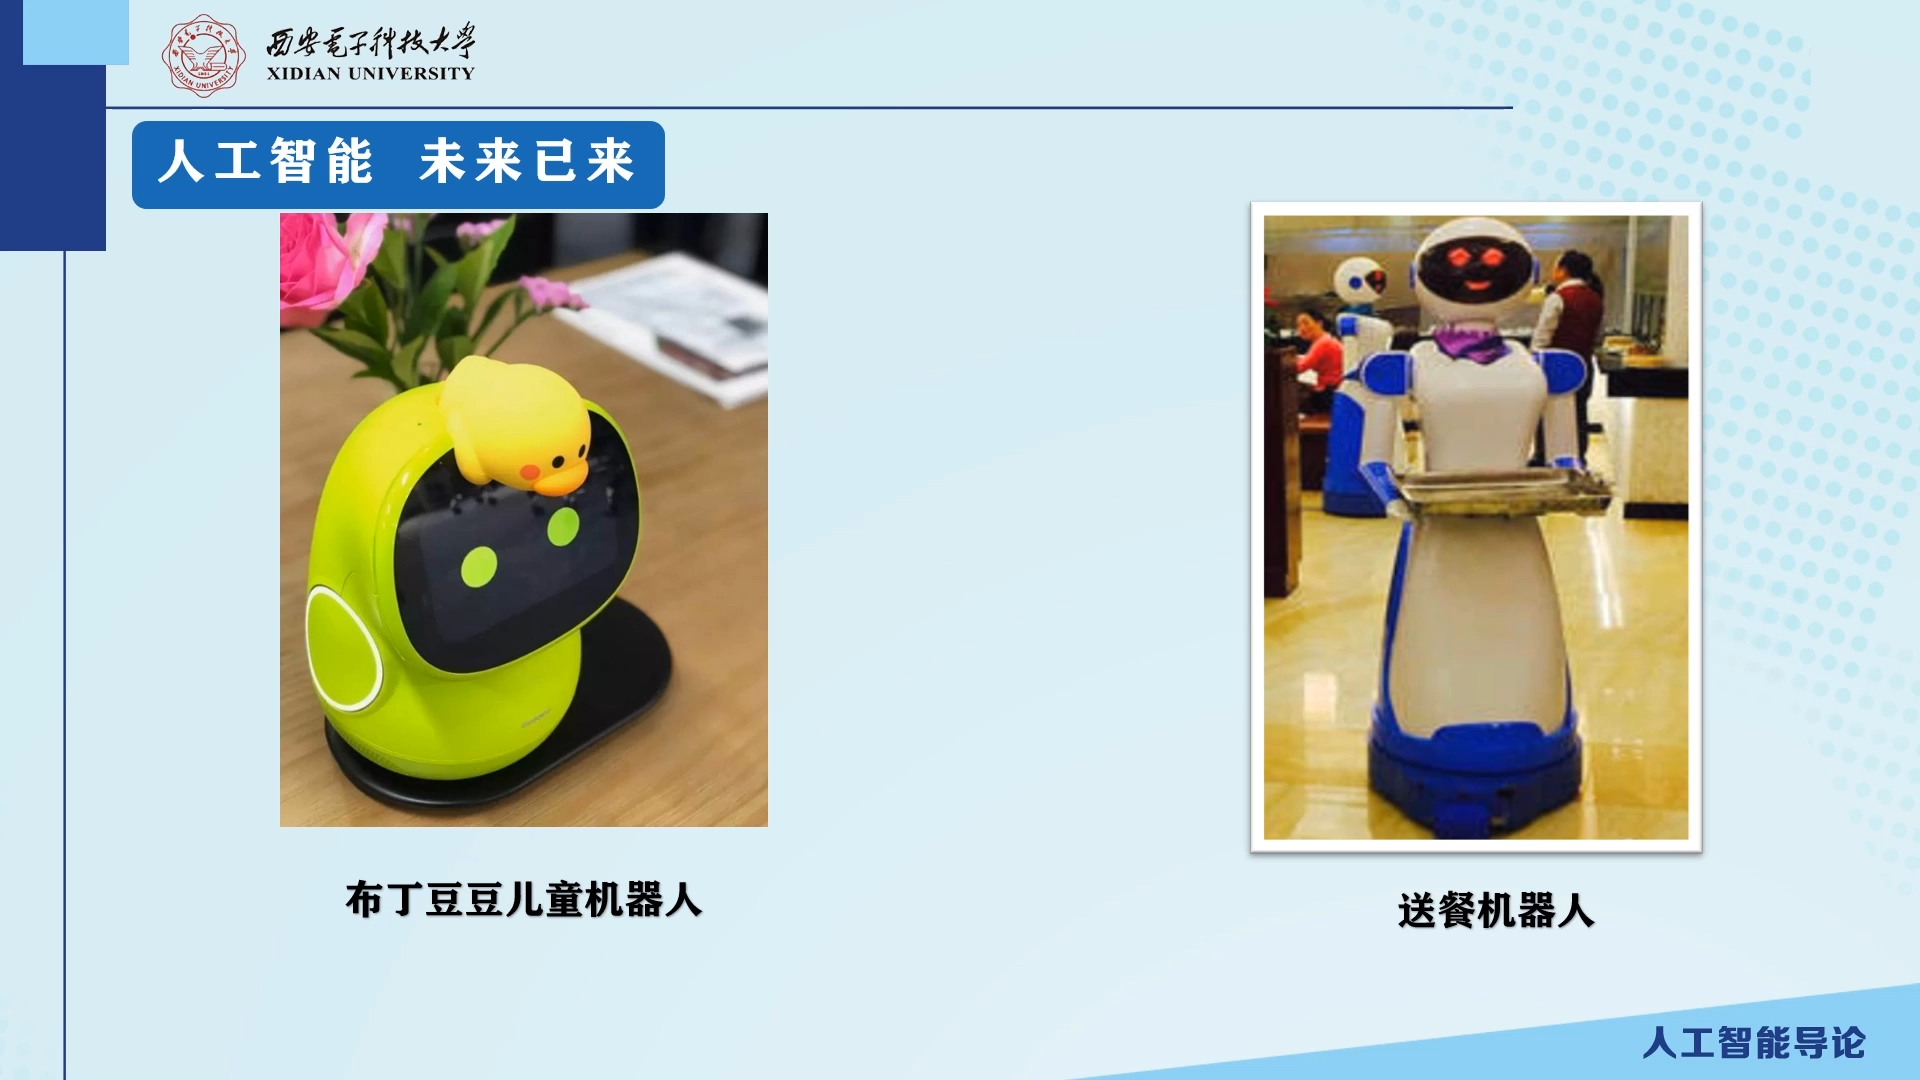 西安电子科技大学
XIDIAN UNIVERSITY
人工智能 未来已来
布丁豆豆儿童机器人
送餐机器人
人工智能导论